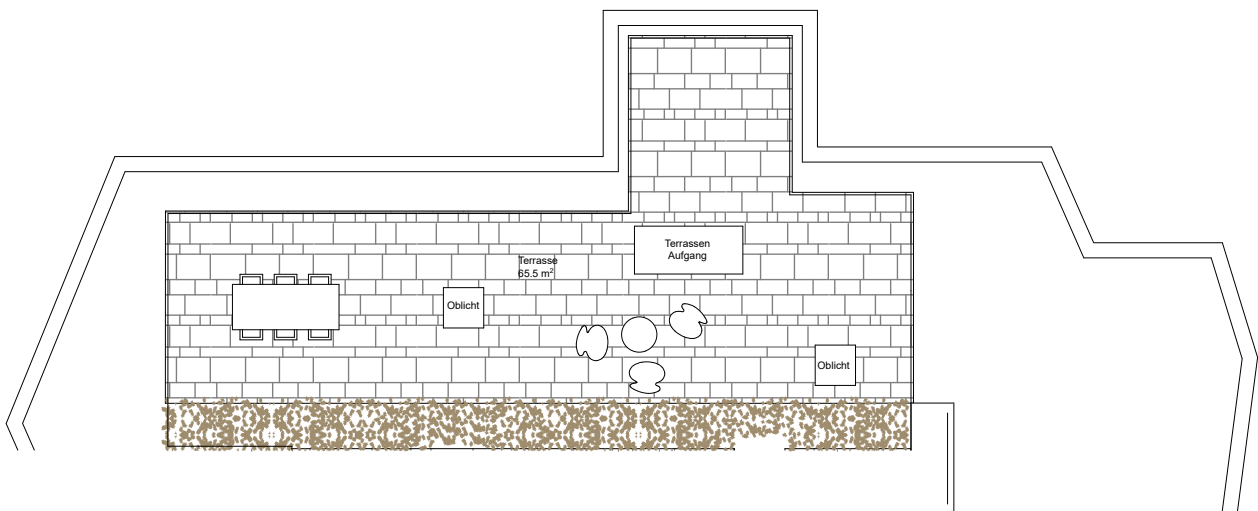 Terrassen
Aufgang
Terrasse
65.5 m²
Oblicht
Oblicht